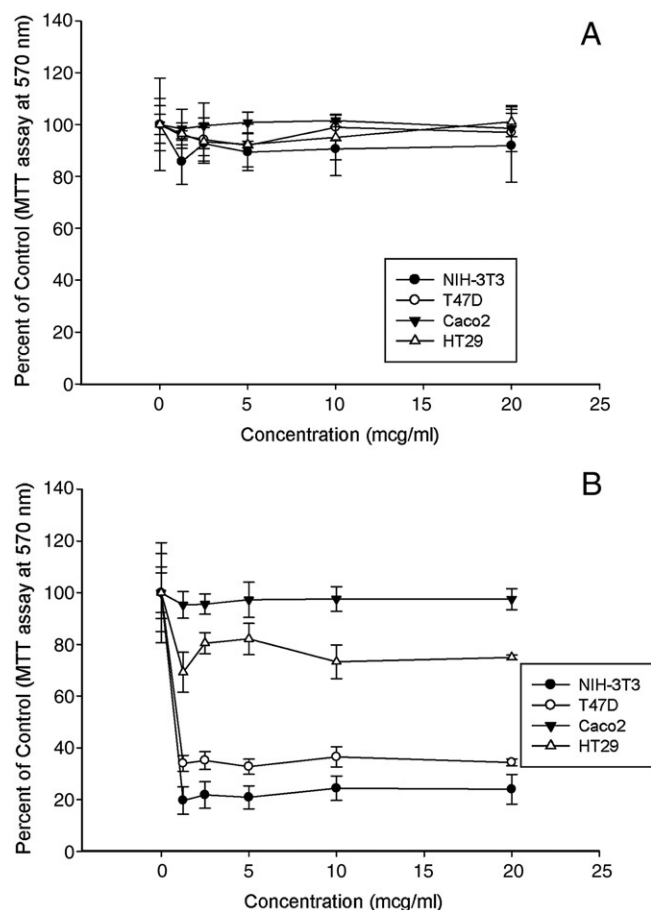 A
Percent of Control (MTT assay at 570 nm)
140
120
100
80
60
40
20
0
NIH-3T3
T47D
Caco2
HT29
0 5 10 15 20 25
Concentration (mcg/ml)
B
Percent of Control (MTT assay at 570 nm)
140
120
100
80
60
40
20
0
NIH-3T3
T47D
Caco2
HT29
0 5 10 15 20 25
Concentration (mcg/ml)